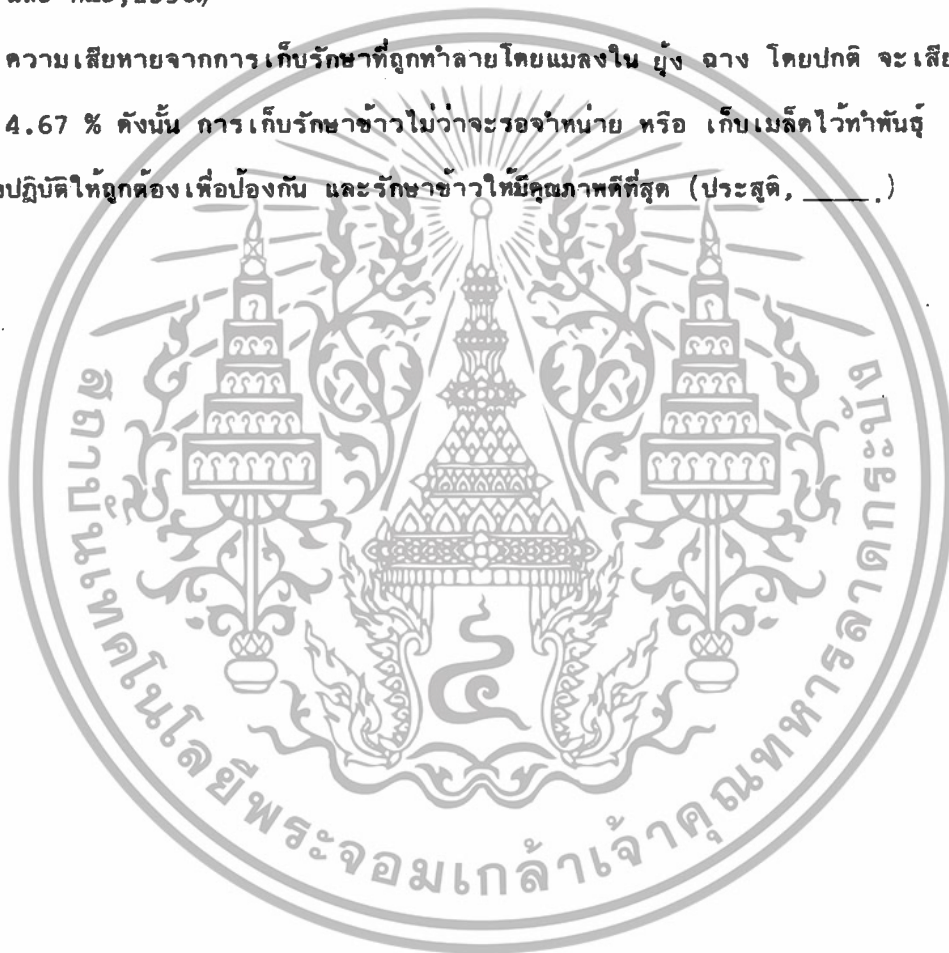 และ คณะ,2530.)
ความเสียหายจากการเก็บรักษาที่ถูกทำลายโดยแมลงใน ยุ้ง ฉาง โดยปกติ จะเสีย
4.67 % ดังนั้น การเก็บรักษาข้าวไม่ว่าจะรอจำหน่าย หรือ เก็บเมล็ดไว้ทำพันธุ์
ปฏิบัติให้ถูกต้องเพื่อป้องกัน และรักษาข้าวให้มีคุณภาพดีที่สุด (ประสูติ, _____.)
สถาบันเทคโนโลยีพระจอมเกล้าเจ้าคุณทหารลาดกระบัง
๔